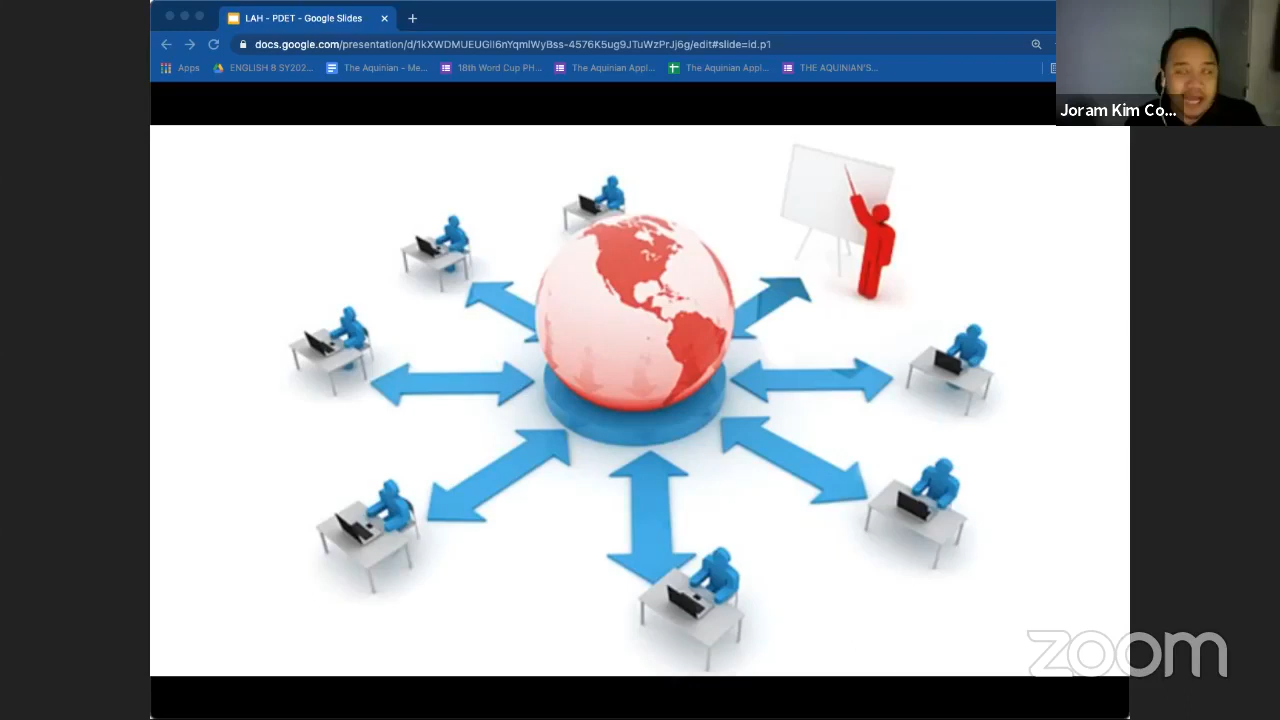 LAH - PDET - Google Slides
docs.google.com/presentation/d/1kXWDMUEUGlI6nYqmlWyBss-4576K5ug9JTuWzPrJj6g/edit#slide=id.p1
Apps ENGLISH 8 SY202... The Aquinian - Me... 18th Word Cup PH... The Aquinian Appl... The Aquinian Appl... THE AQUINIAN'S...
Joram Kim Co...
zoom